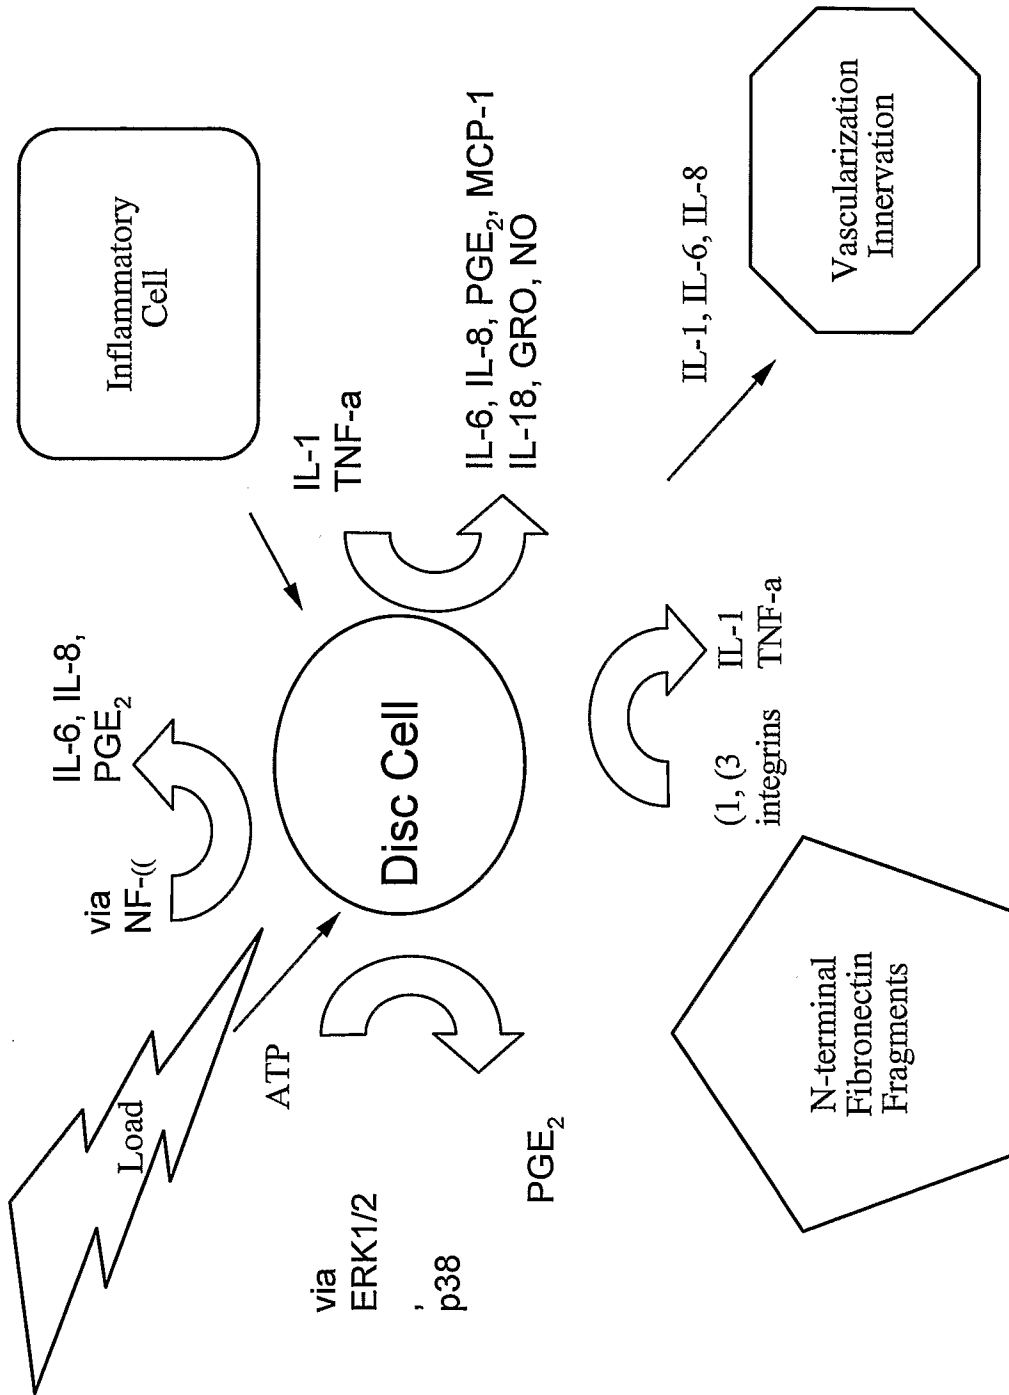 Load
via
NF-((
IL-6, IL-8,
PGE₂
Inflammatory
Cell
ATP
IL-1
TNF-a
via
ERK1/2
,
p38
Disc Cell
IL-6, IL-8, PGE₂, MCP-1
IL-18, GRO, NO
PGE₂
IL-1, IL-6, IL-8
(1, (3
integrins
IL-1
TNF-a
N-terminal
Fibronectin
Fragments
Vascularization
Innervation